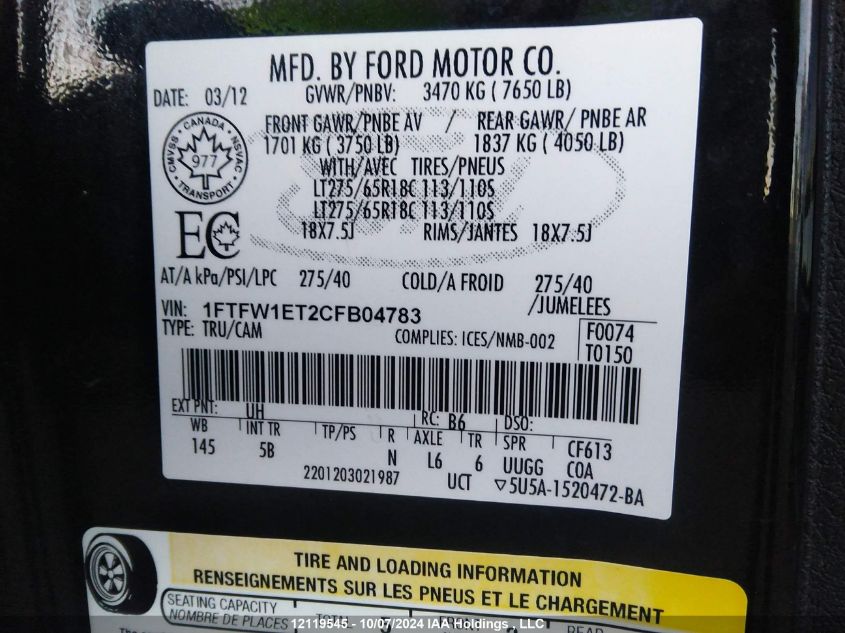 MFD. BY FORD MOTOR CO.
DATE: 03/12 GVWR/PNBV: 3470 KG ( 7650 LB)
FRONT GAWR/PNBE AV / REAR GAWR/ PNBE AR
1701 KG ( 3750 LB) 1837 KG ( 4050 LB)
CMVSS · CANADA · NSVAC · TRANSPORT
977
WITH/AVEC TIRES/PNEUS
LT275/65R18C 113/110S
LT275/65R18C 113/110S
18X7.5J RIMS/JANTES 18X7.5J
EC
AT/A kPa/PSI/LPC 275/40 COLD/A FROID 275/40
/JUMELEES
VIN: 1FTFW1ET2CFB04783
TYPE: TRU/CAM COMPLIES: ICES/NMB-002
F0074
T0150
EXT PNT: UH RC: B6 DSO:
WB INT TR TP/PS R AXLE TR SPR CF613
145 5B N L6 6 UUGG COA
2201203021987 UCT ▽5U5A-1520472-BA
TIRE AND LOADING INFORMATION
RENSEIGNEMENTS SUR LES PNEUS ET LE CHARGEMENT
SEATING CAPACITY
NOMBRE DE PLACES
12119545 - 10/07/2024 IAA Holdings , LLC